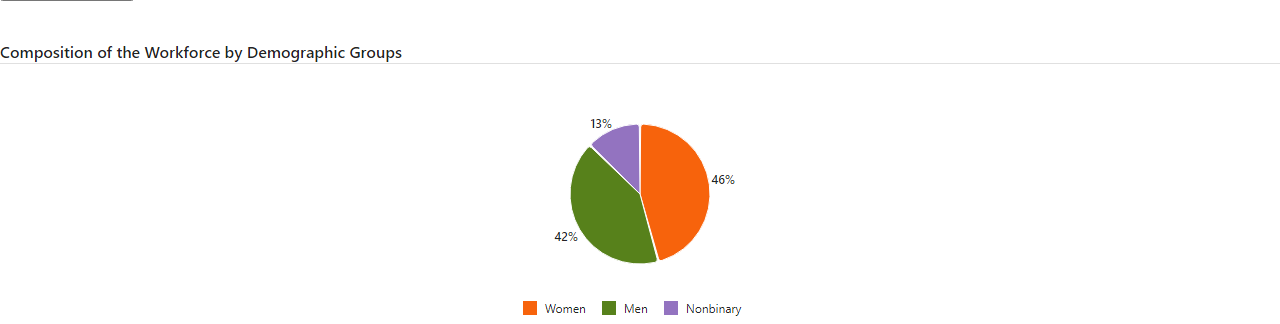 Composition of the Workforce by Demographic Groups
13%
46%
42%
Women Men Nonbinary